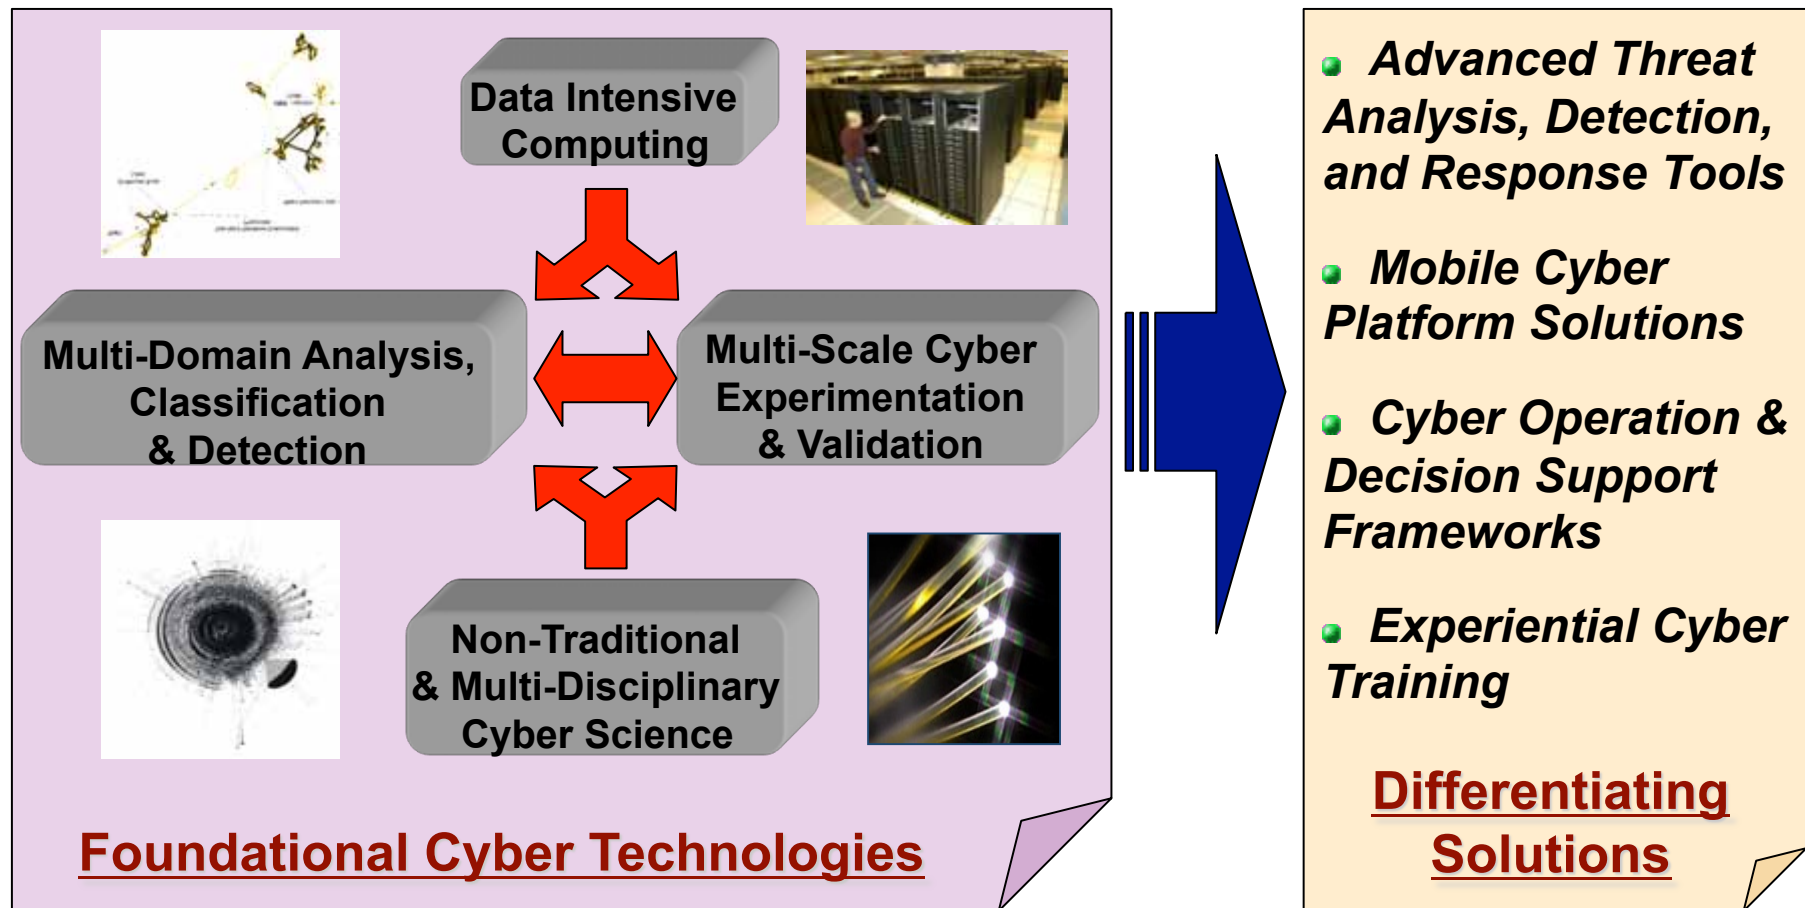 Data Intensive
Computing
Multi-Domain Analysis,
Classification
& Detection
Multi-Scale Cyber
Experimentation
& Validation
Non-Traditional
& Multi-Disciplinary
Cyber Science
Foundational Cyber Technologies
Advanced Threat
Analysis, Detection,
and Response Tools
Mobile Cyber
Platform Solutions
Cyber Operation &
Decision Support
Frameworks
Experiential Cyber
Training
Differentiating
Solutions